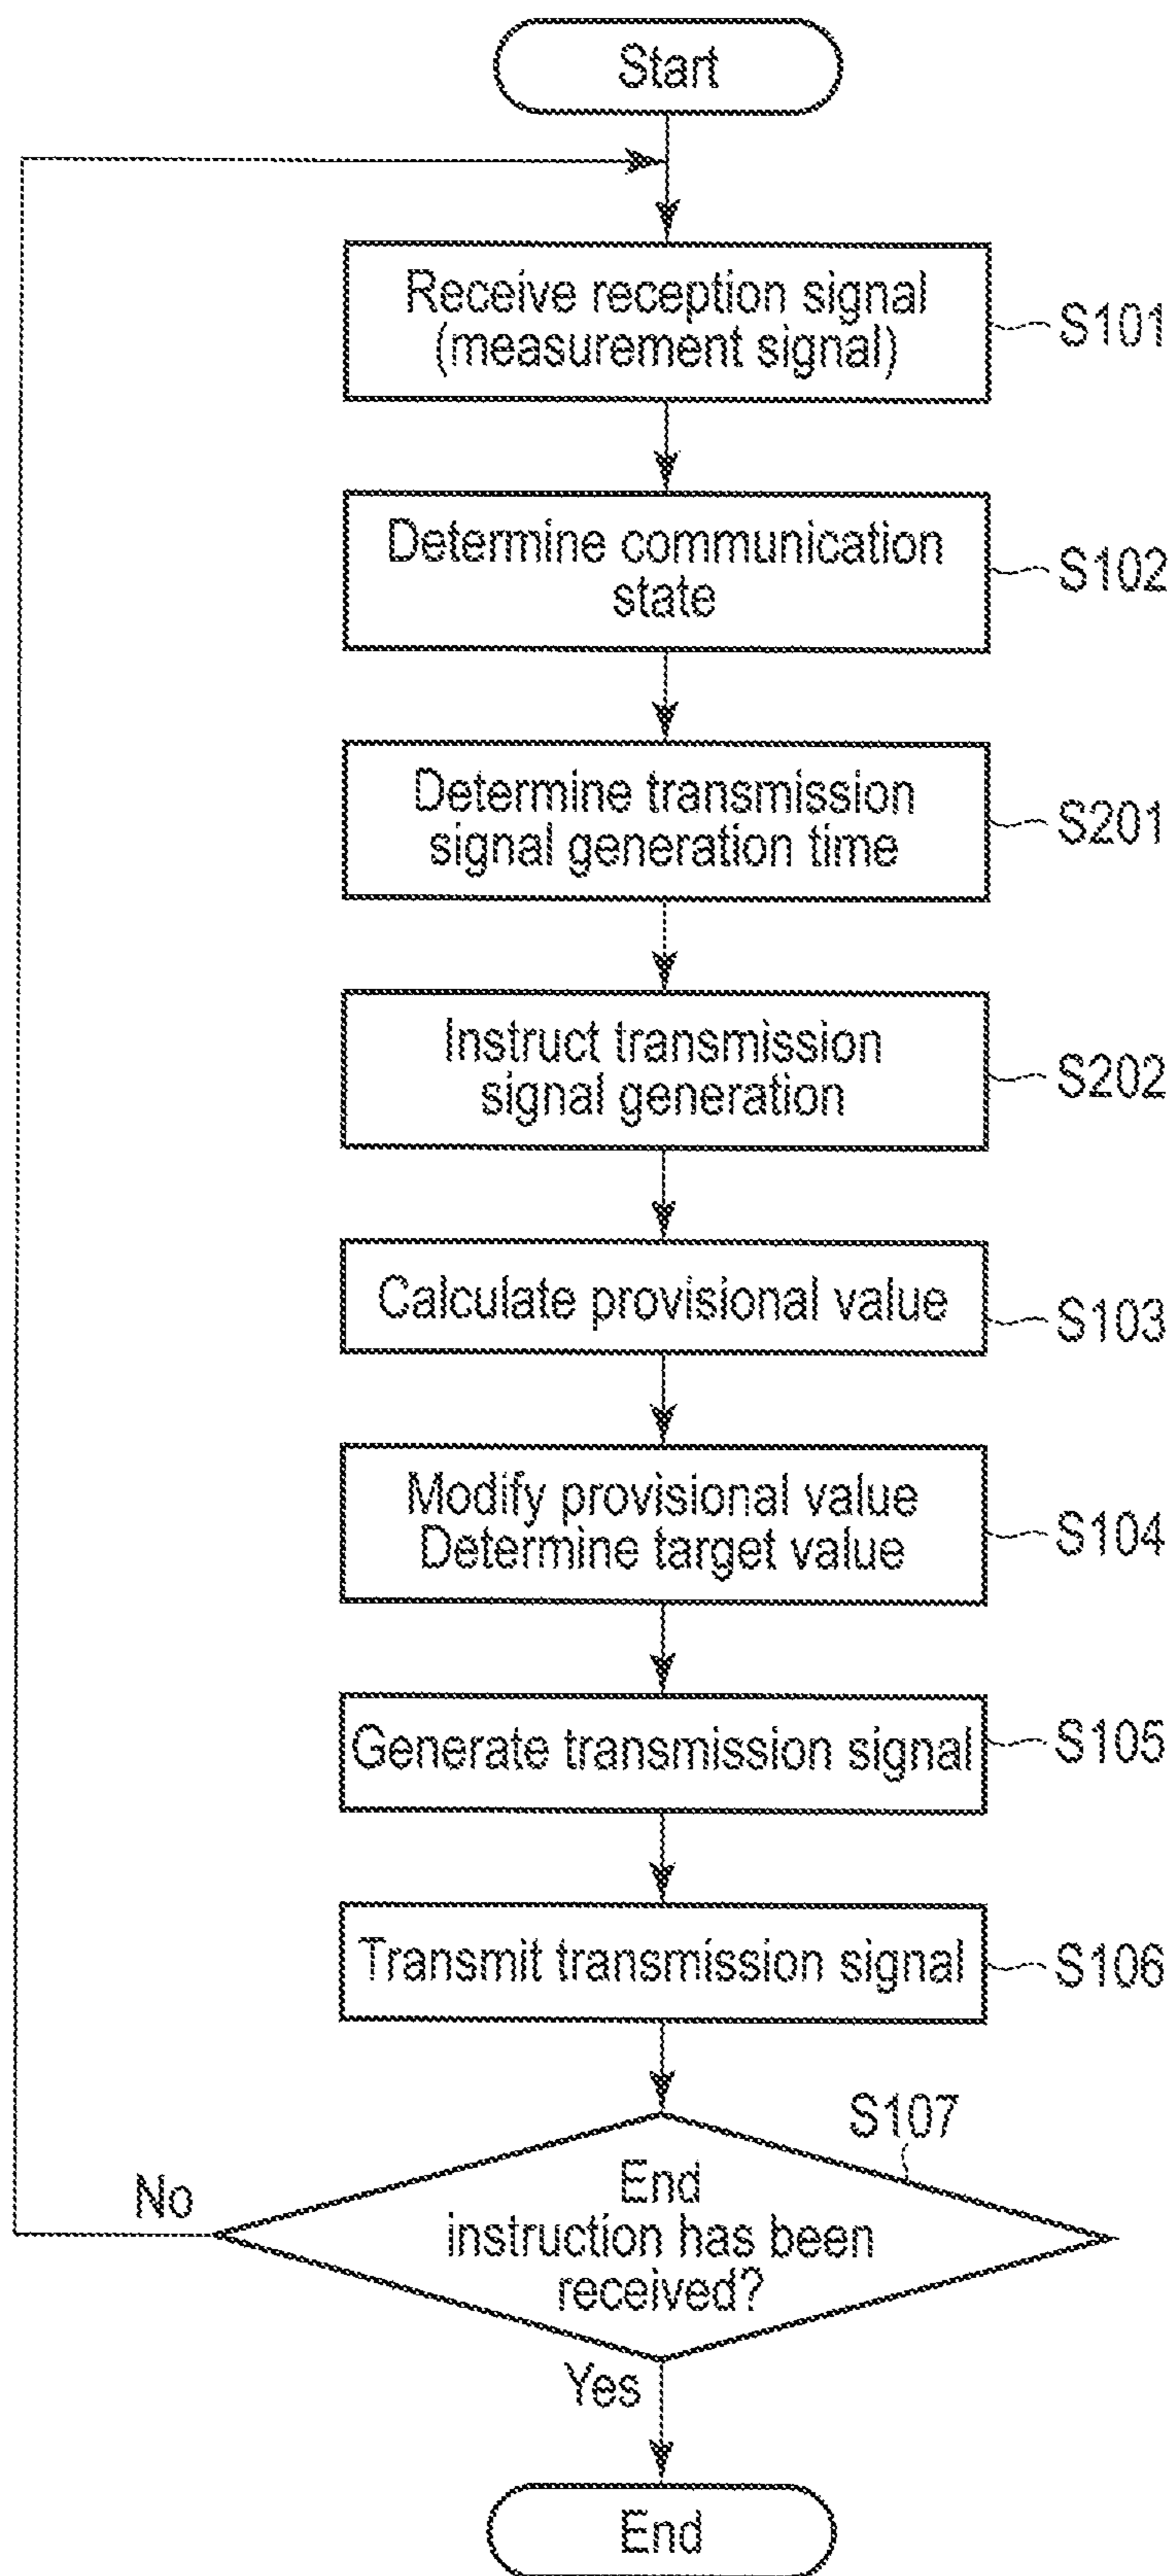 Start
Receive reception signal
(measurement signal)
S101
Determine communication
state
S102
Determine transmission
signal generation time
S201
Instruct transmission
signal generation
S202
Calculate provisional value
S103
Modify provisional value
Determine target value
S104
Generate transmission signal
S105
Transmit transmission signal
S106
S107
No
End
instruction has been
received?
Yes
End